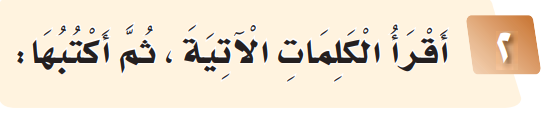 ٢ أَقْرَأُ الْكَلِمَاتِ الْآتِيَةَ ، ثُمَّ أَكْتُبُهَا :